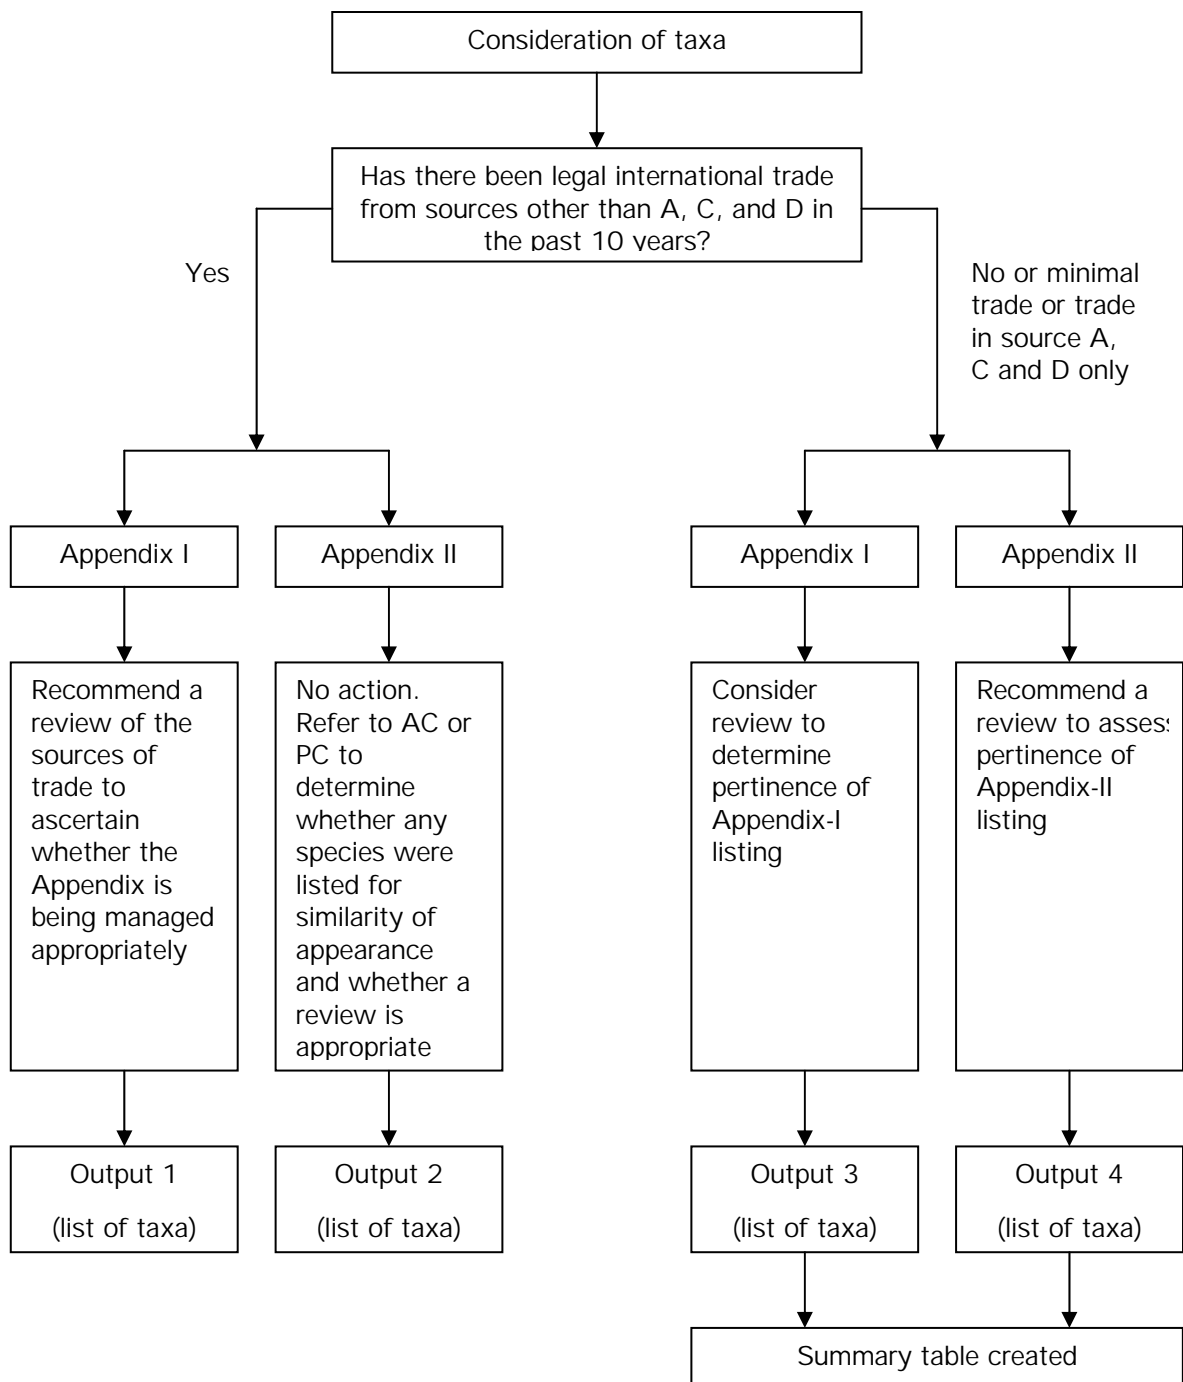 Consideration of taxa
Has there been legal international trade
from sources other than A, C, and D in
the past 10 years?
Yes
No or minimal
trade or trade
in source A,
C and D only
Appendix I
Appendix II
Appendix I
Appendix II
Recommend a
review of the
sources of
trade to
ascertain
whether the
Appendix is
being managed
appropriately
No action.
Refer to AC or
PC to
determine
whether any
species were
listed for
similarity of
appearance
and whether a
review is
appropriate
Consider
review to
determine
pertinence of
Appendix-I
listing
Recommend a
review to assess
pertinence of
Appendix-II
listing
Output 1
(list of taxa)
Output 2
(list of taxa)
Output 3
(list of taxa)
Output 4
(list of taxa)
Summary table created